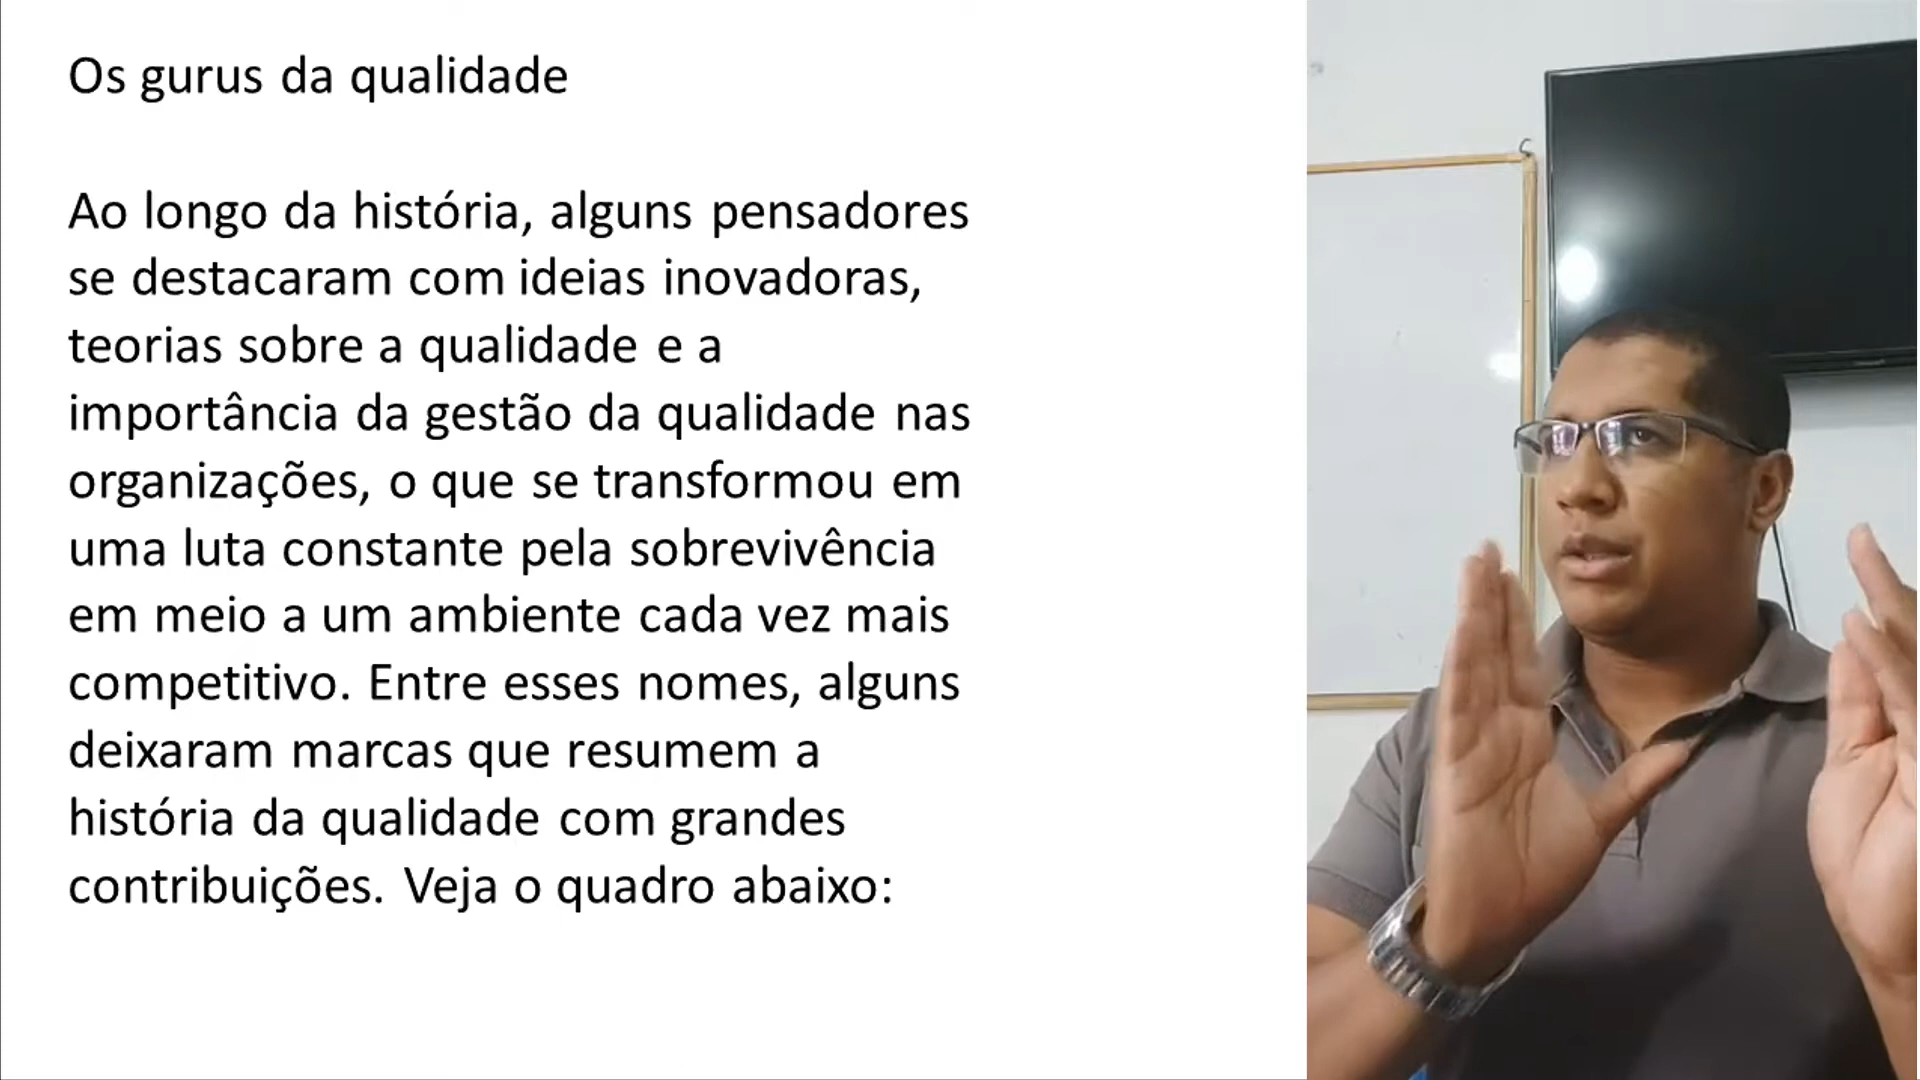 Os gurus da qualidade
Ao longo da história, alguns pensadores
se destacaram com ideias inovadoras,
teorias sobre a qualidade e a
importância da gestão da qualidade nas
organizações, o que se transformou em
uma luta constante pela sobrevivência
em meio a um ambiente cada vez mais
competitivo. Entre esses nomes, alguns
deixaram marcas que resumem a
história da qualidade com grandes
contribuições. Veja o quadro abaixo: